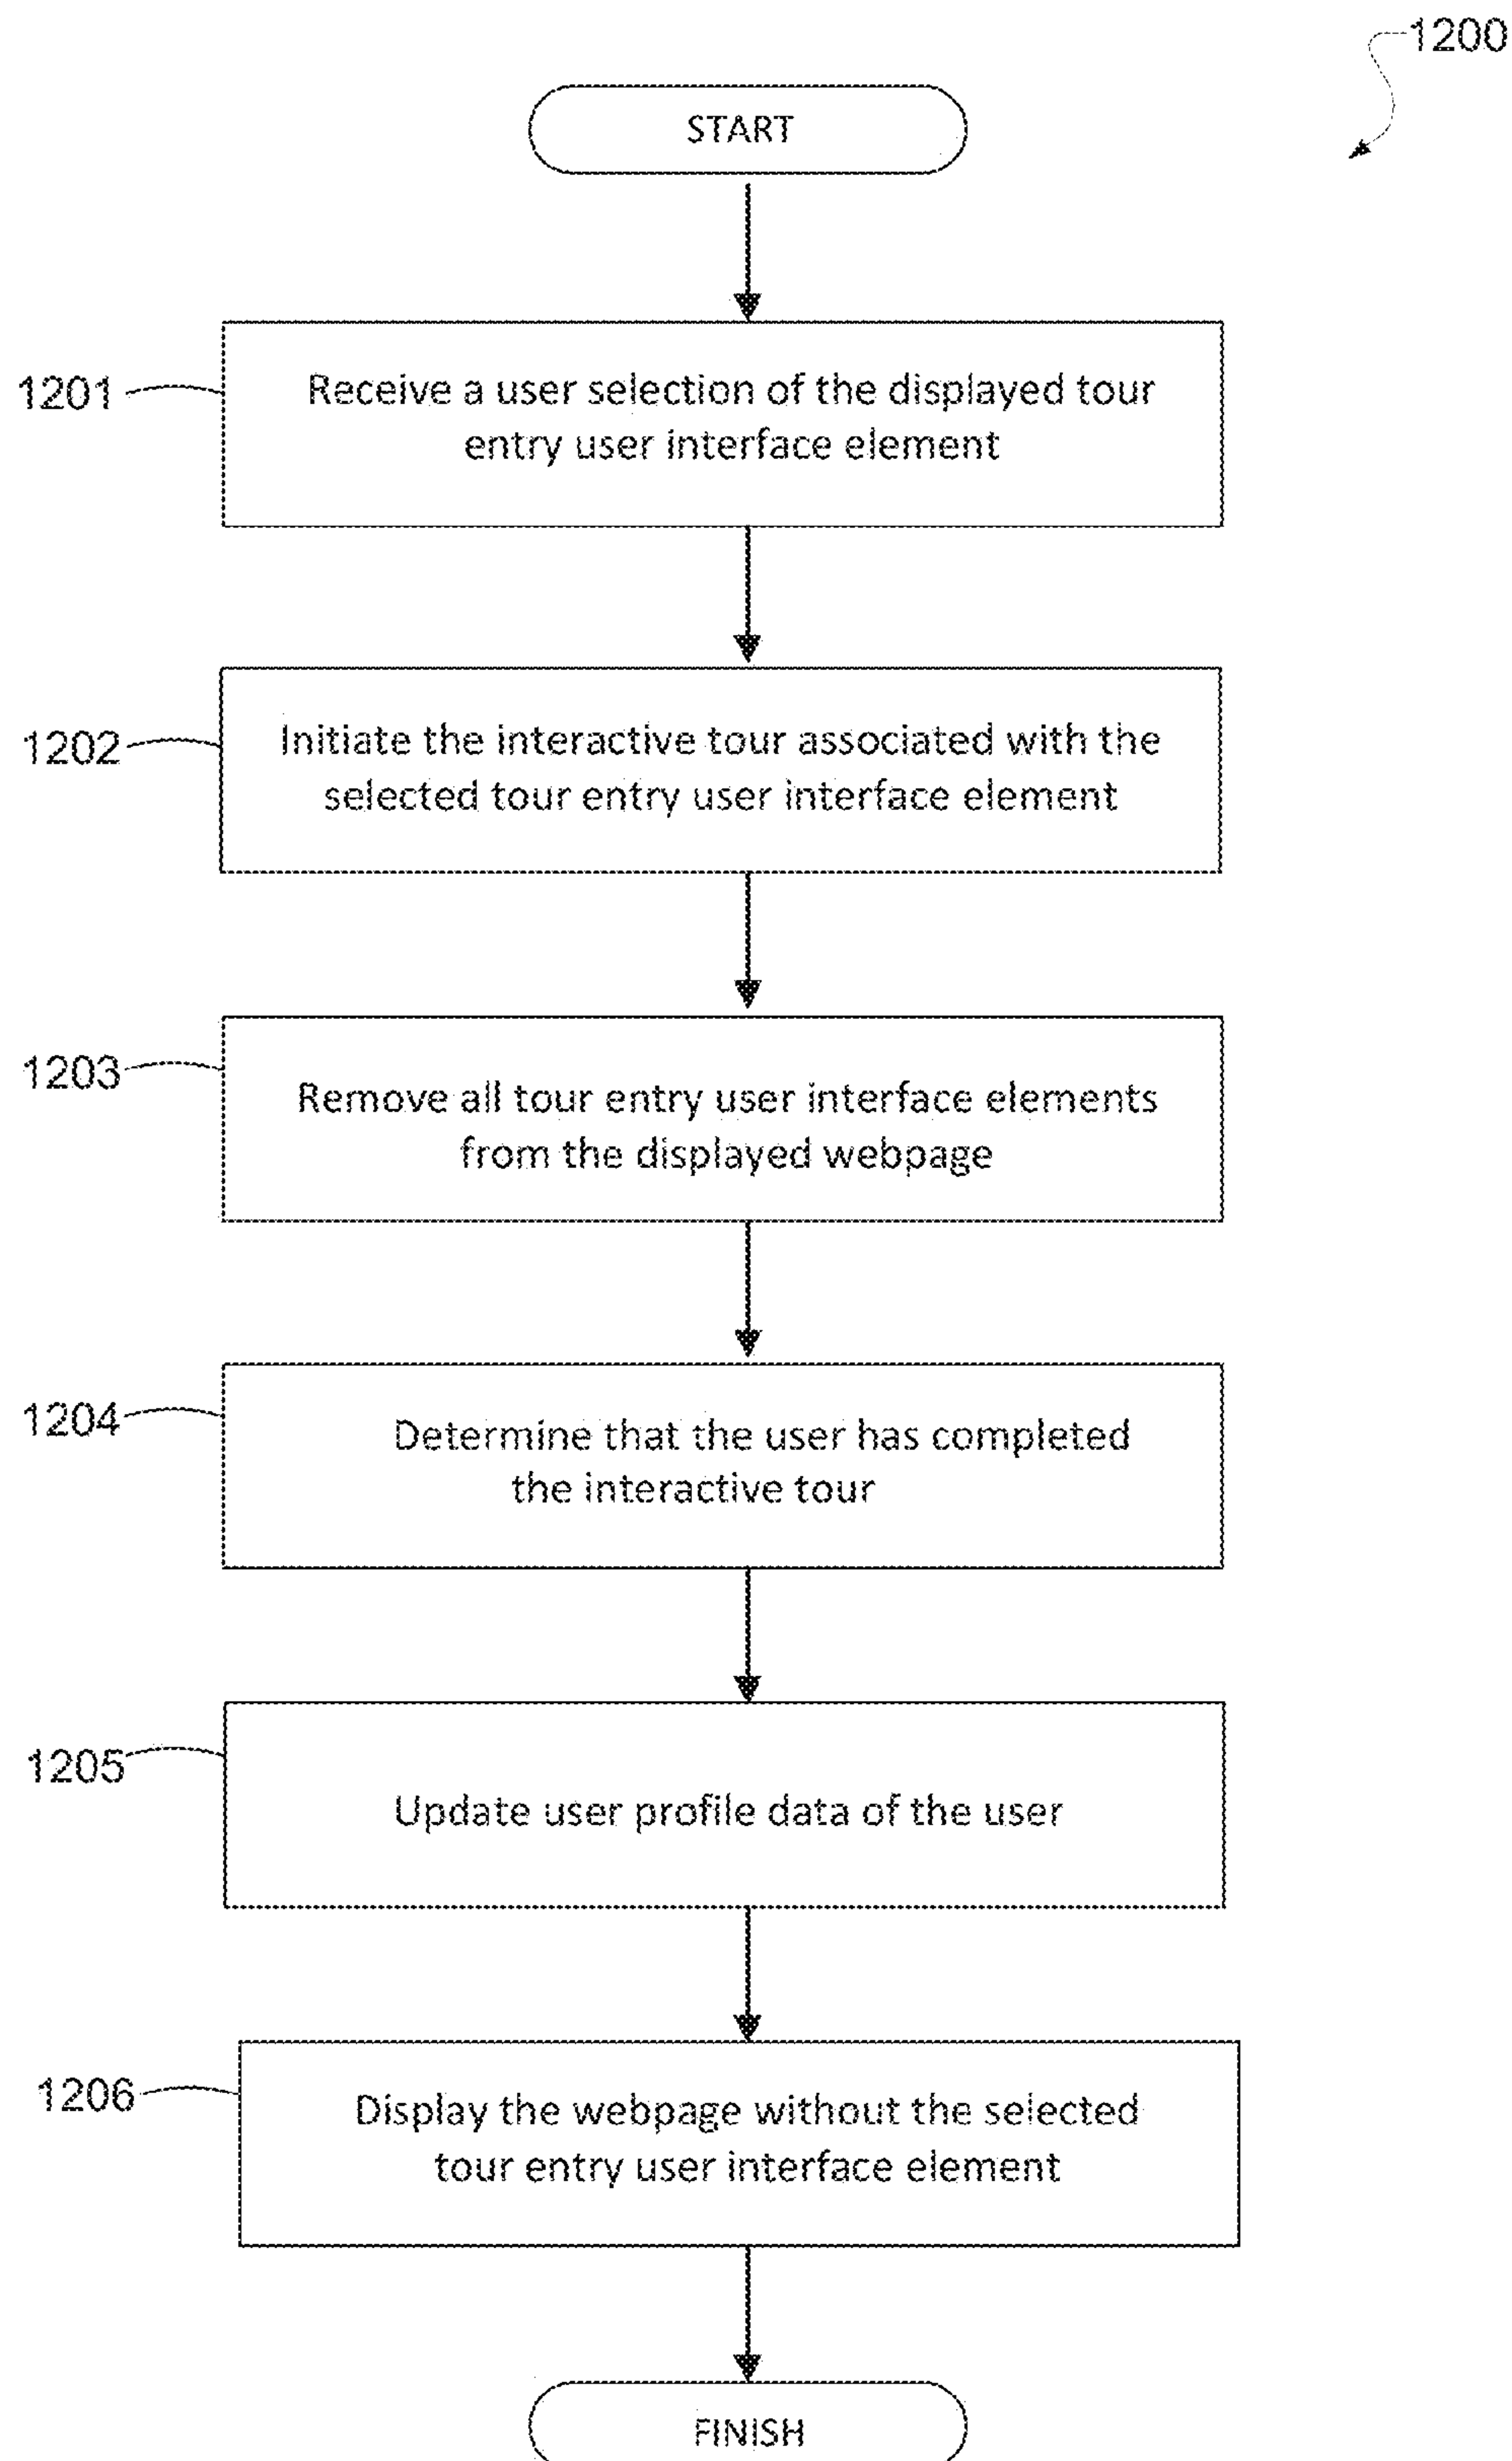 1200
START
1201
Receive a user selection of the displayed tour
entry user interface element
1202
Initiate the interactive tour associated with the
selected tour entry user interface element
1203
Remove all tour entry user interface elements
from the displayed webpage
1204
Determine that the user has completed
the interactive tour
1205
Update user profile data of the user
1206
Display the webpage without the selected
tour entry user interface element
FINISH